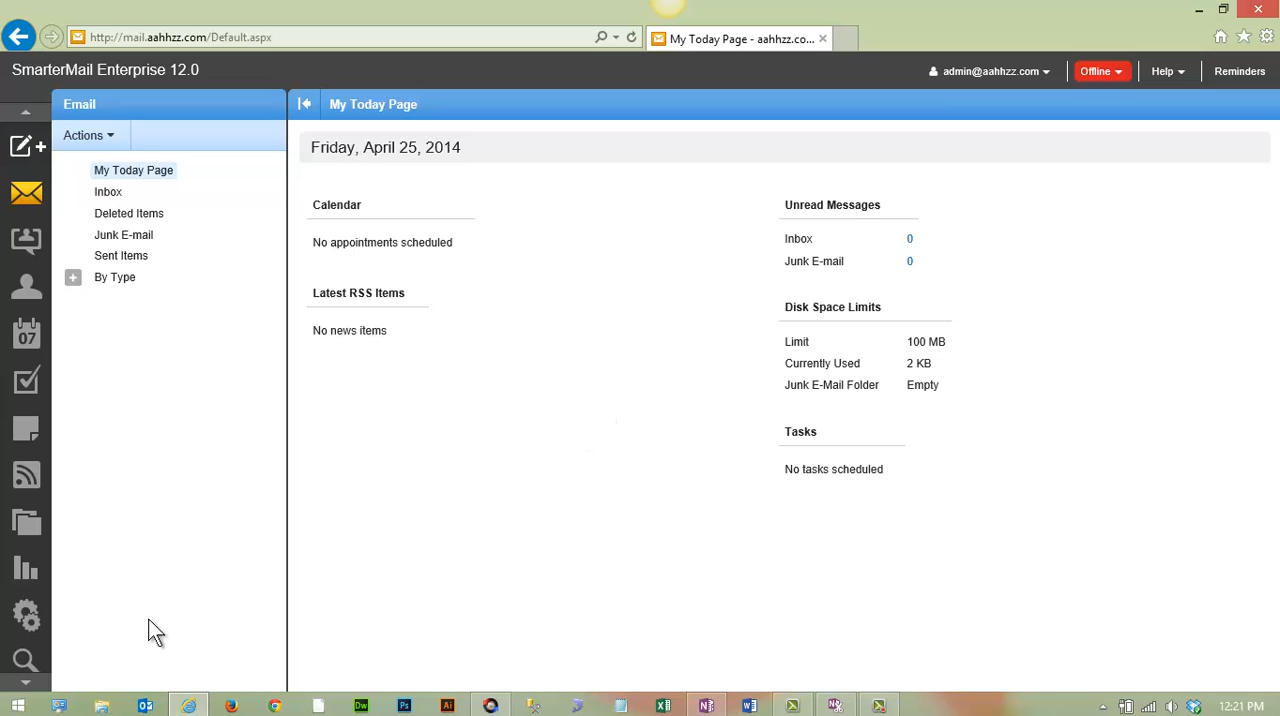 http://mail.aahhzz.com/Default.aspx
My Today Page - aahhzz.co...
SmarterMail Enterprise 12.0
admin@aahhzz.com
Offline
Help
Reminders
Email
My Today Page
Actions
Friday, April 25, 2014
My Today Page
Inbox
Deleted Items
Junk E-mail
Sent Items
By Type
07
Calendar
No appointments scheduled
Latest RSS Items
No news items
Unread Messages
Inbox 0
Junk E-mail 0
Disk Space Limits
Limit 100 MB
Currently Used 2 KB
Junk E-Mail Folder Empty
Tasks
No tasks scheduled
Dw
Ps
Ai
12:21 PM